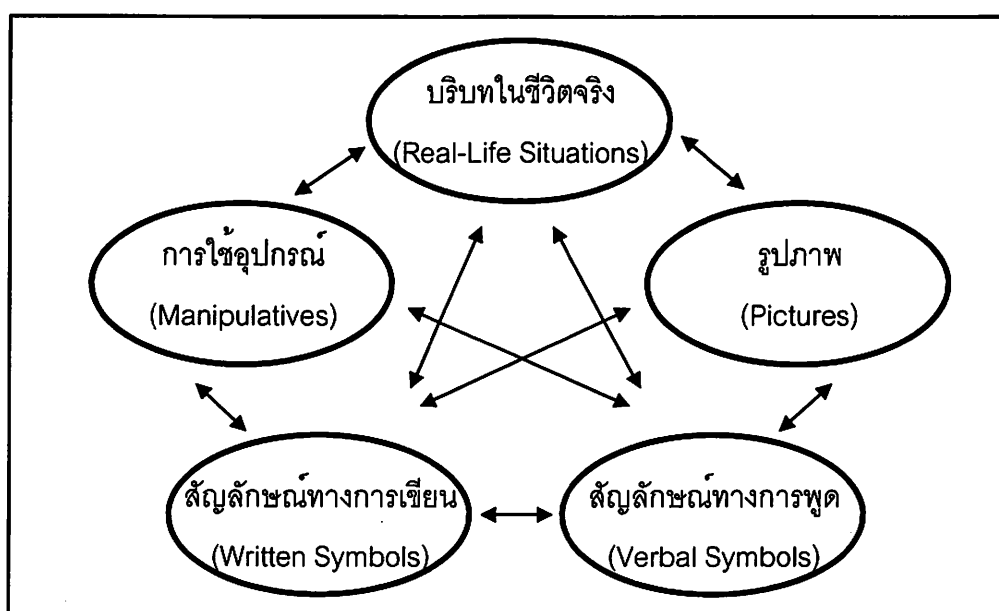 บริบทในชีวิตจริง
(Real-Life Situations)
การใช้อุปกรณ์
(Manipulatives)
รูปภาพ
(Pictures)
สัญลักษณ์ทางการเขียน
(Written Symbols)
สัญลักษณ์ทางการพูด
(Verbal Symbols)